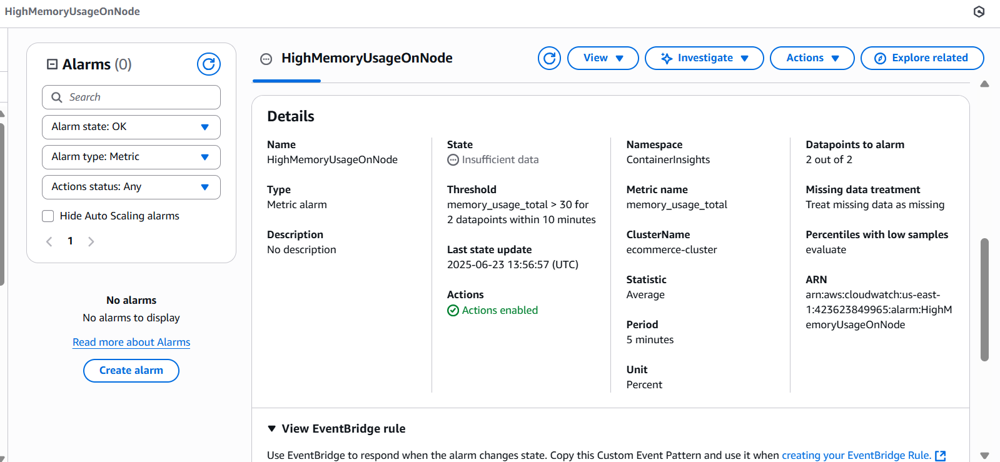 HighMemoryUsageOnNode
Alarms (0)
Search
Alarm state: OK
Alarm type: Metric
Actions status: Any
Hide Auto Scaling alarms
1
No alarms
No alarms to display
Read more about Alarms
Create alarm
HighMemoryUsageOnNode
View
Investigate
Actions
Explore related
Details
Name
HighMemoryUsageOnNode
Type
Metric alarm
Description
No description
State
Insufficient data
Threshold
memory_usage_total > 30 for
2 datapoints within 10 minutes
Last state update
2025-06-23 13:56:57 (UTC)
Actions
Actions enabled
Namespace
ContainerInsights
Metric name
memory_usage_total
ClusterName
ecommerce-cluster
Statistic
Average
Period
5 minutes
Unit
Percent
Datapoints to alarm
2 out of 2
Missing data treatment
Treat missing data as missing
Percentiles with low samples
evaluate
ARN
arn:aws:cloudwatch:us-east-
1:423623849965:alarm:HighM
emoryUsageOnNode
View EventBridge rule
Use EventBridge to respond when the alarm changes state. Copy this Custom Event Pattern and use it when creating your EventBridge Rule.